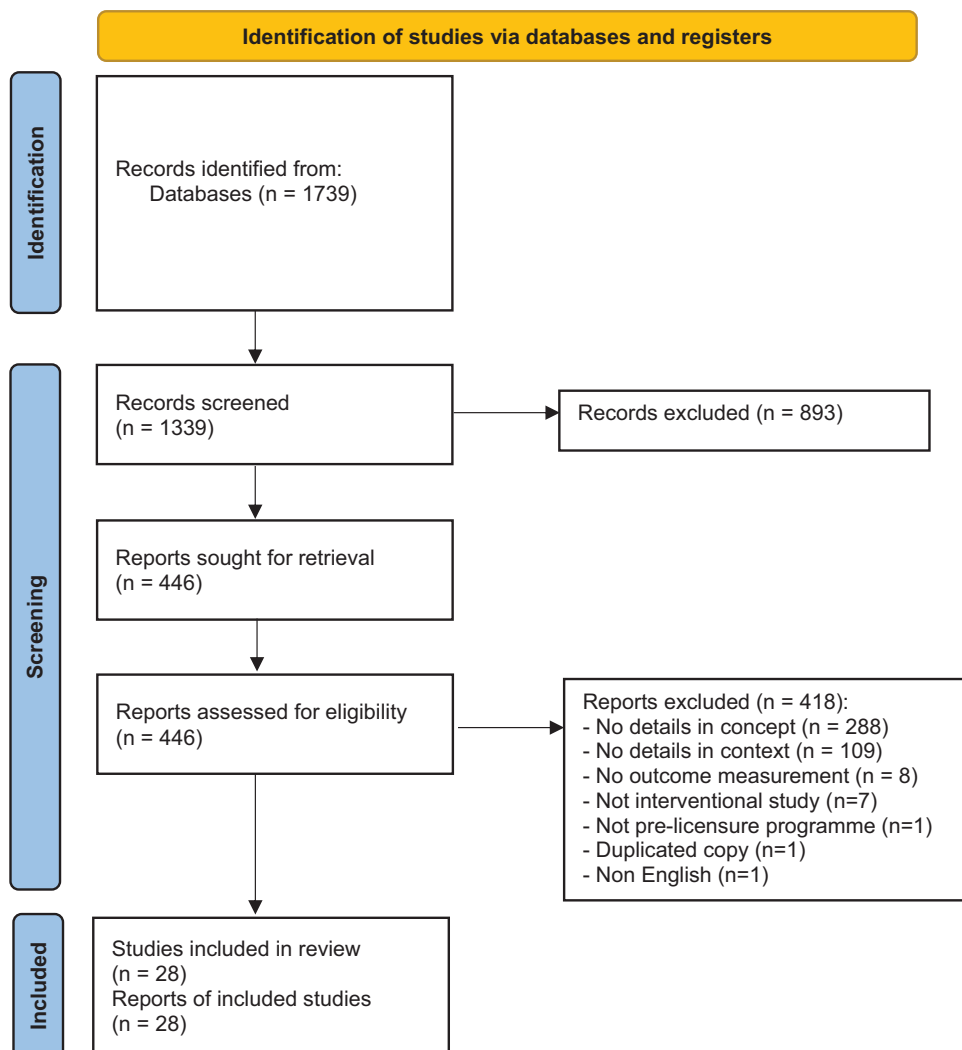 Identification of studies via databases and registers
Identification
Records identified from:
Databases (n = 1739)
Screening
Records screened
(n = 1339)
Records excluded (n = 893)
Reports sought for retrieval
(n = 446)
Reports assessed for eligibility
(n = 446)
Reports excluded (n = 418):
- No details in concept (n = 288)
- No details in context (n = 109)
- No outcome measurement (n = 8)
- Not interventional study (n=7)
- Not pre-licensure programme (n=1)
- Duplicated copy (n=1)
- Non English (n=1)
Included
Studies included in review
(n = 28)
Reports of included studies
(n = 28)